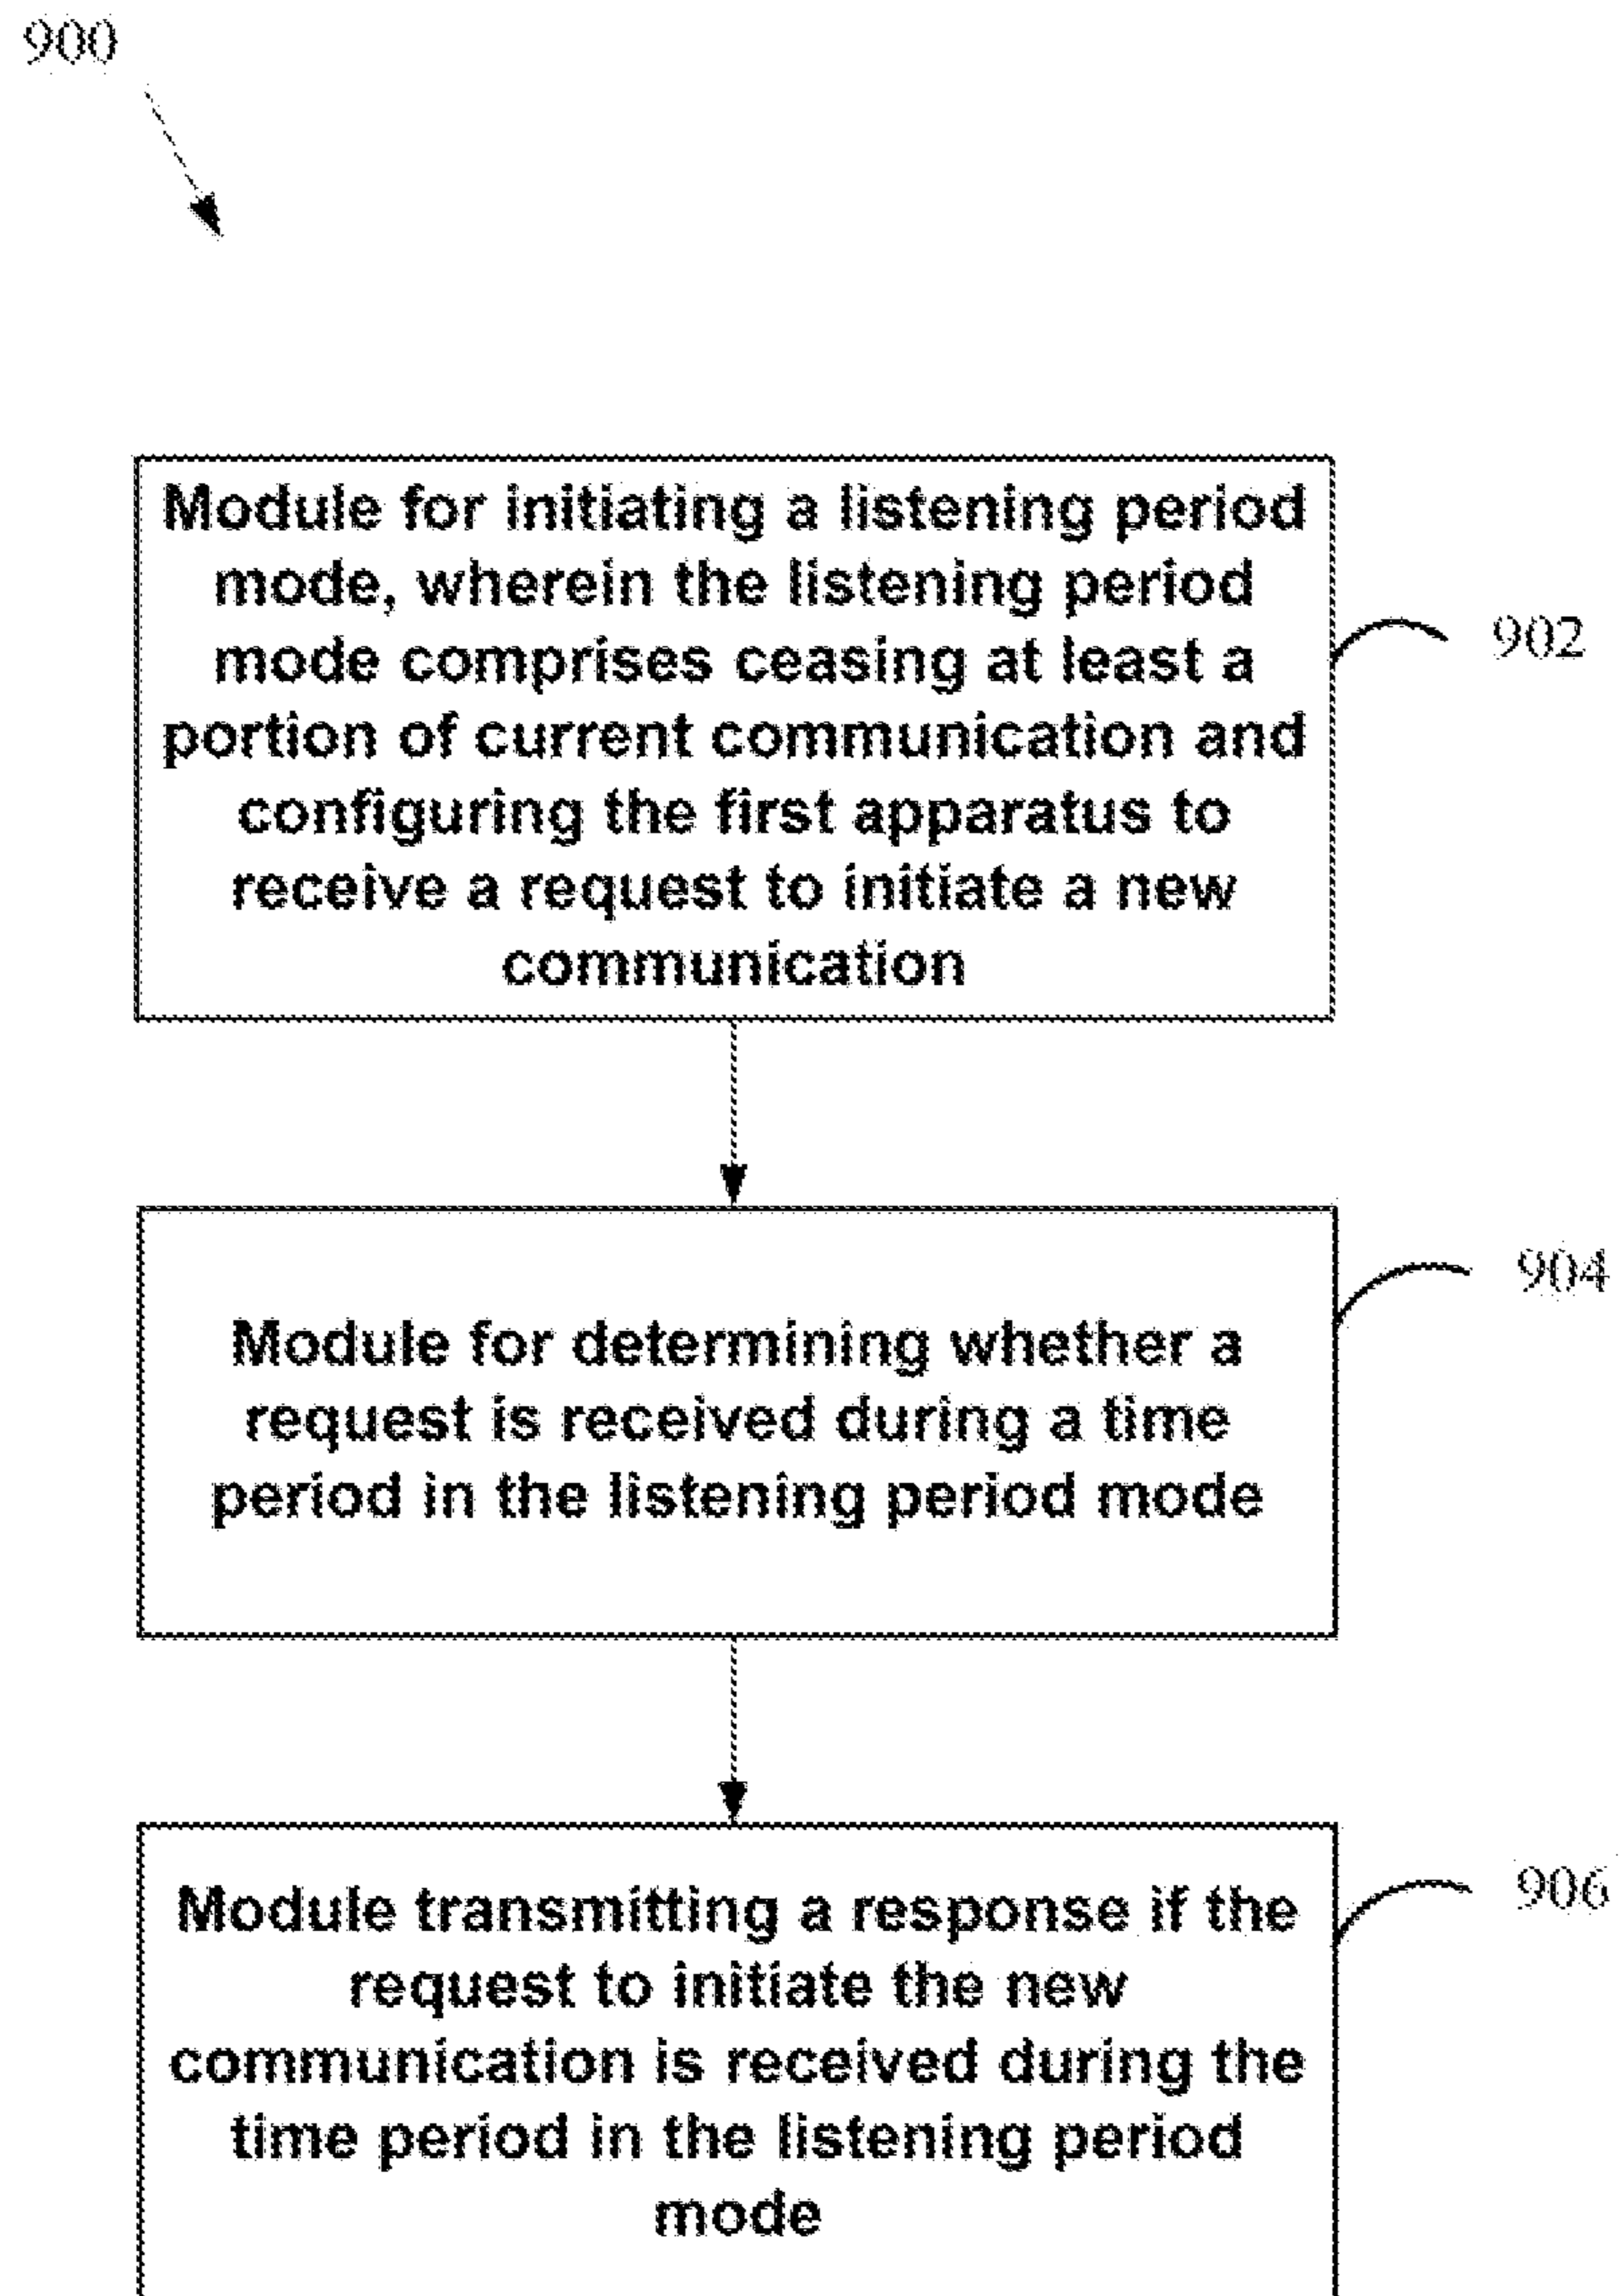 900
Module for initiating a listening period
mode, wherein the listening period
mode comprises ceasing at least a
portion of current communication and
configuring the first apparatus to
receive a request to initiate a new
communication
902
Module for determining whether a
request is received during a time
period in the listening period mode
904
Module transmitting a response if the
request to initiate the new
communication is received during the
time period in the listening period
mode
906